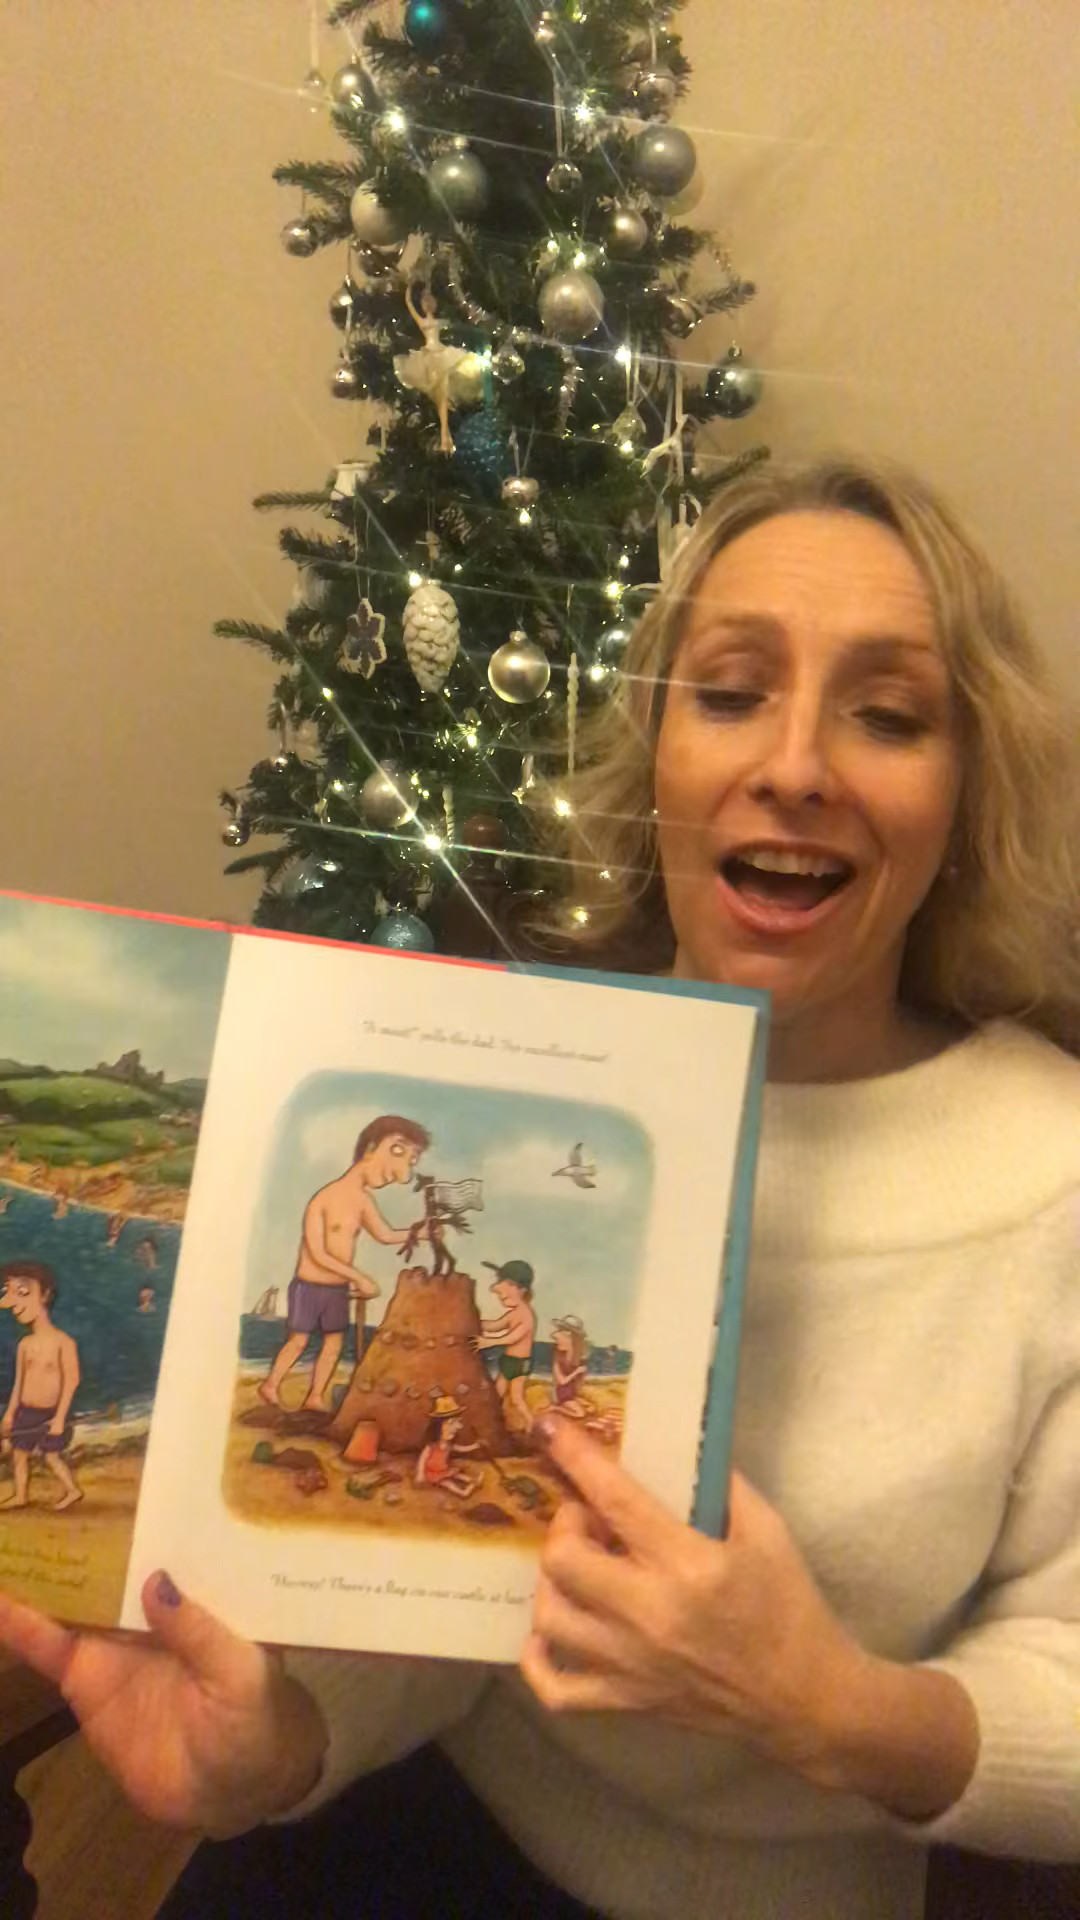 "A mast!" yells the dad. "An excellent mast
"Hooray! There's a flag on our castle at last."